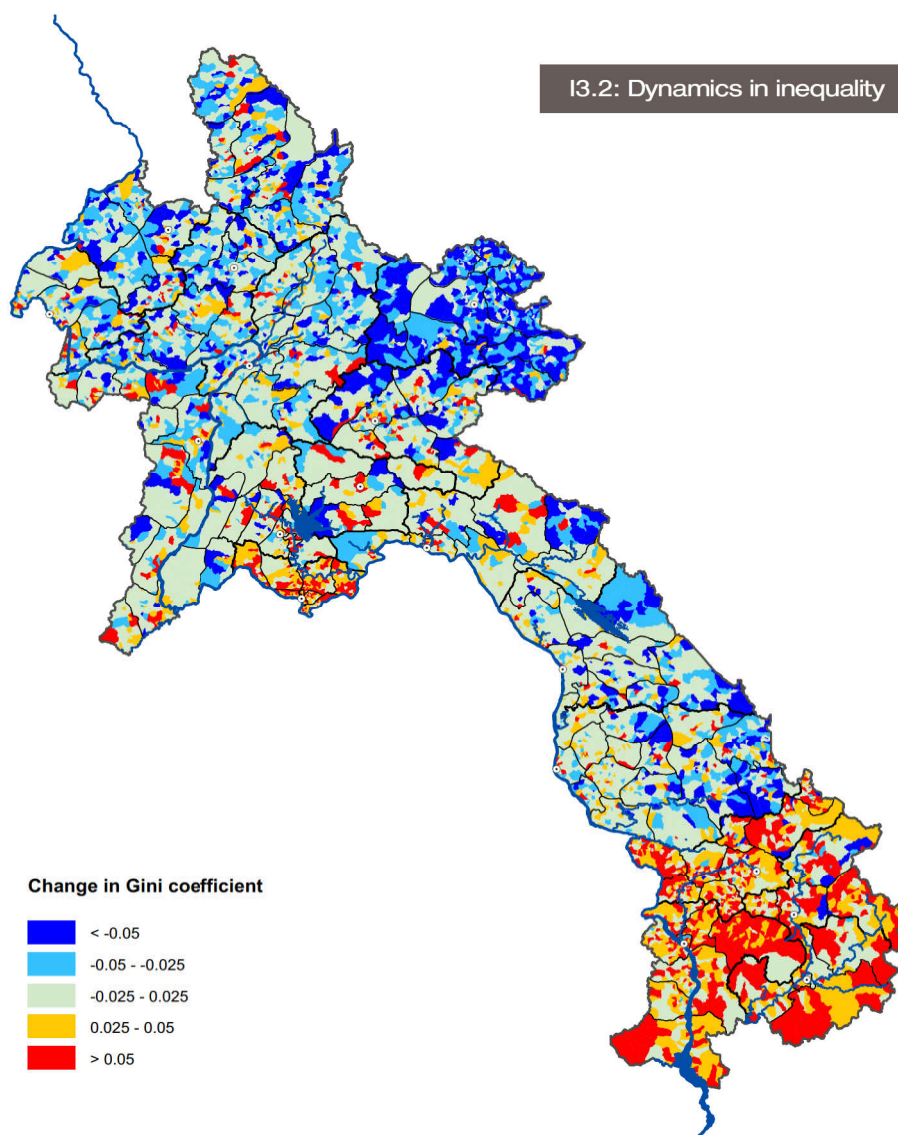 I3.2: Dynamics in inequality
Change in Gini coefficient
< -0.05
-0.05 - -0.025
-0.025 - 0.025
0.025 - 0.05
> 0.05